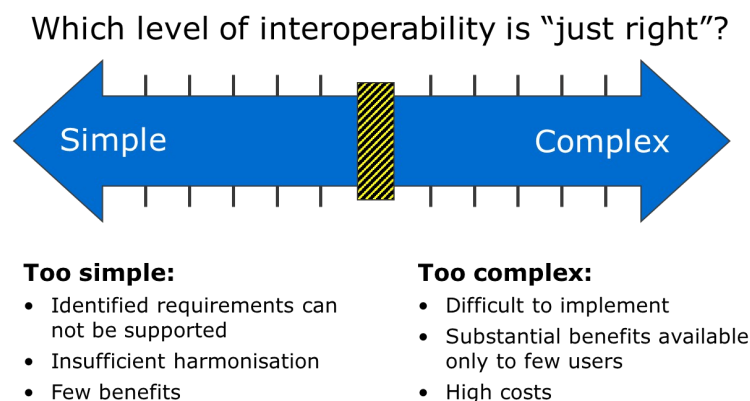 Which level of interoperability is “just right”?
Simple
Complex
Too simple:
• Identified requirements can
not be supported
• Insufficient harmonisation
• Few benefits
Too complex:
• Difficult to implement
• Substantial benefits available
only to few users
• High costs